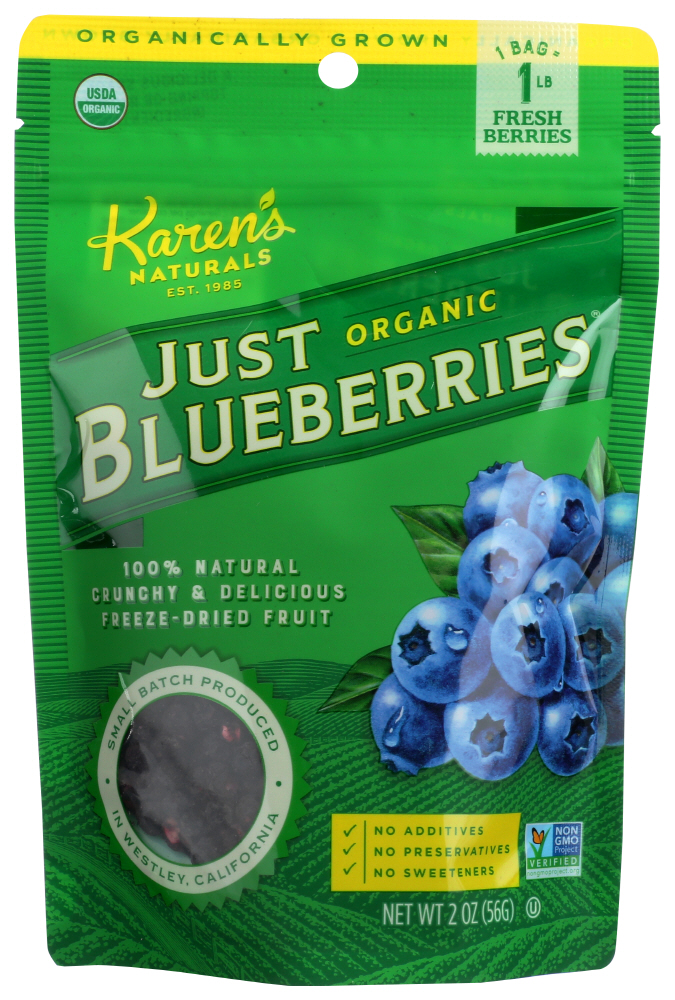 ORGANICALLY GROWN
1 BAG =
1 LB
FRESH
BERRIES
USDA
ORGANIC
Karen's
NATURALS
EST. 1985
JUST ORGANIC
BLUEBERRIES®
100% NATURAL
CRUNCHY & DELICIOUS
FREEZE-DRIED FRUIT
SMALL BATCH PRODUCED
• IN WESTLEY, CALIFORNIA •
✓ NO ADDITIVES
✓ NO PRESERVATIVES
✓ NO SWEETENERS
NON
GMO
Project
VERIFIED
nongmoproject.org
NET WT 2 OZ (56G) U